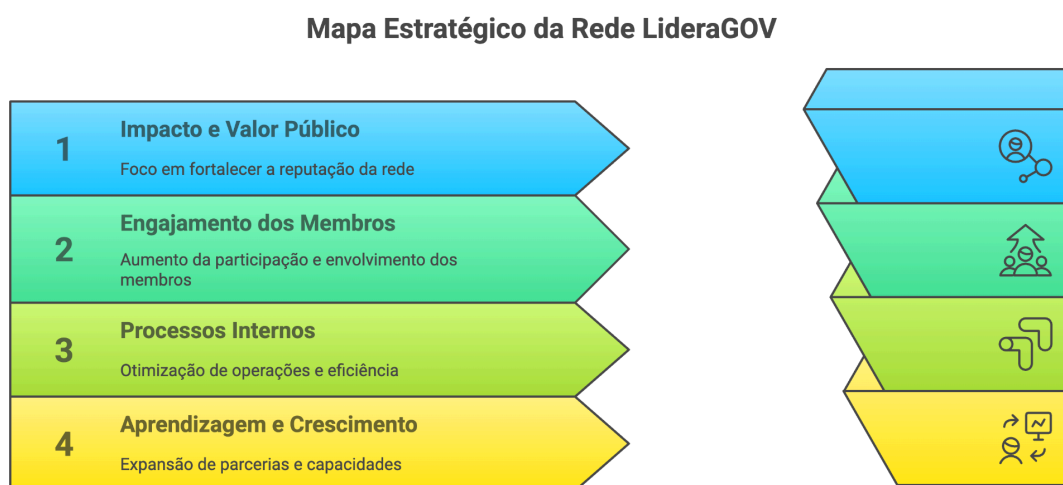 Mapa Estratégico da Rede LideraGOV
1
Impacto e Valor Público
Foco em fortalecer a reputação da rede
2
Engajamento dos Membros
Aumento da participação e envolvimento dos
membros
3
Processos Internos
Otimização de operações e eficiência
4
Aprendizagem e Crescimento
Expansão de parcerias e capacidades